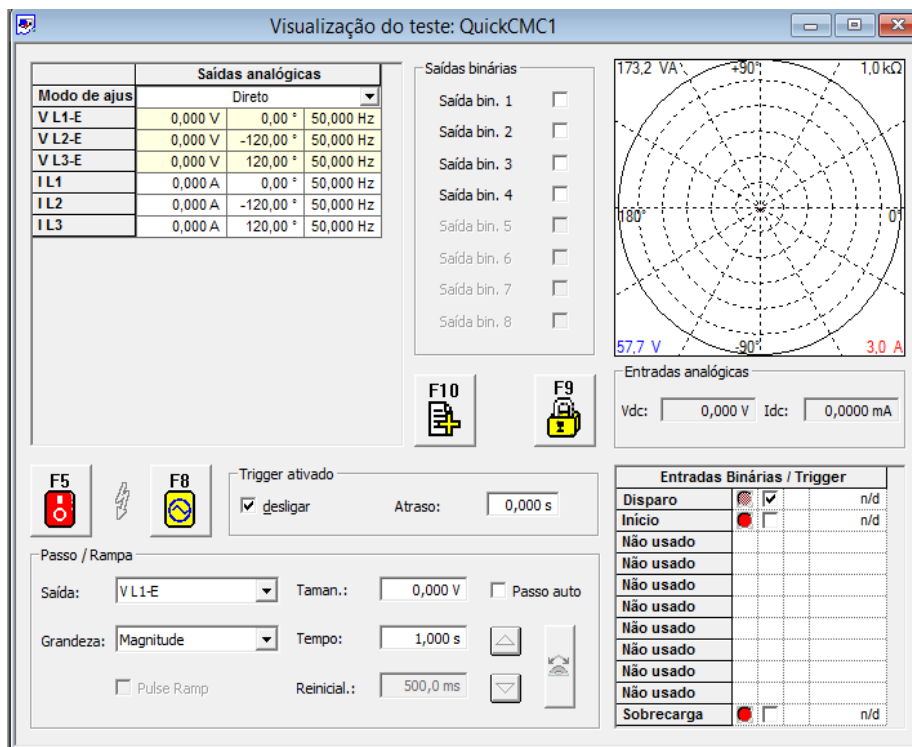 Visualização do teste: QuickCMC1
Saídas analógicas
Modo de ajus Direto
V L1-E 0,000 V 0,00 ° 50,000 Hz
V L2-E 0,000 V -120,00 ° 50,000 Hz
V L3-E 0,000 V 120,00 ° 50,000 Hz
I L1 0,000 A 0,00 ° 50,000 Hz
I L2 0,000 A -120,00 ° 50,000 Hz
I L3 0,000 A 120,00 ° 50,000 Hz
Saídas binárias
Saída bin. 1
Saída bin. 2
Saída bin. 3
Saída bin. 4
Saída bin. 5
Saída bin. 6
Saída bin. 7
Saída bin. 8
173,2 VA +90° 1,0 kΩ
180° 0°
57,7 V -90° 3,0 A
F10 F9
Entradas analógicas
Vdc: 0,000 V Idc: 0,0000 mA
F5 F8
Trigger ativado
desligar Atraso: 0,000 s
Passo / Rampa
Saída: V L1-E Taman.: 0,000 V Passo auto
Grandeza: Magnitude Tempo: 1,000 s
Pulse Ramp Reinicial.: 500,0 ms
Entradas Binárias / Trigger
Disparo n/d
Início n/d
Não usado
Não usado
Não usado
Não usado
Não usado
Não usado
Não usado
Não usado
Sobrecarga n/d